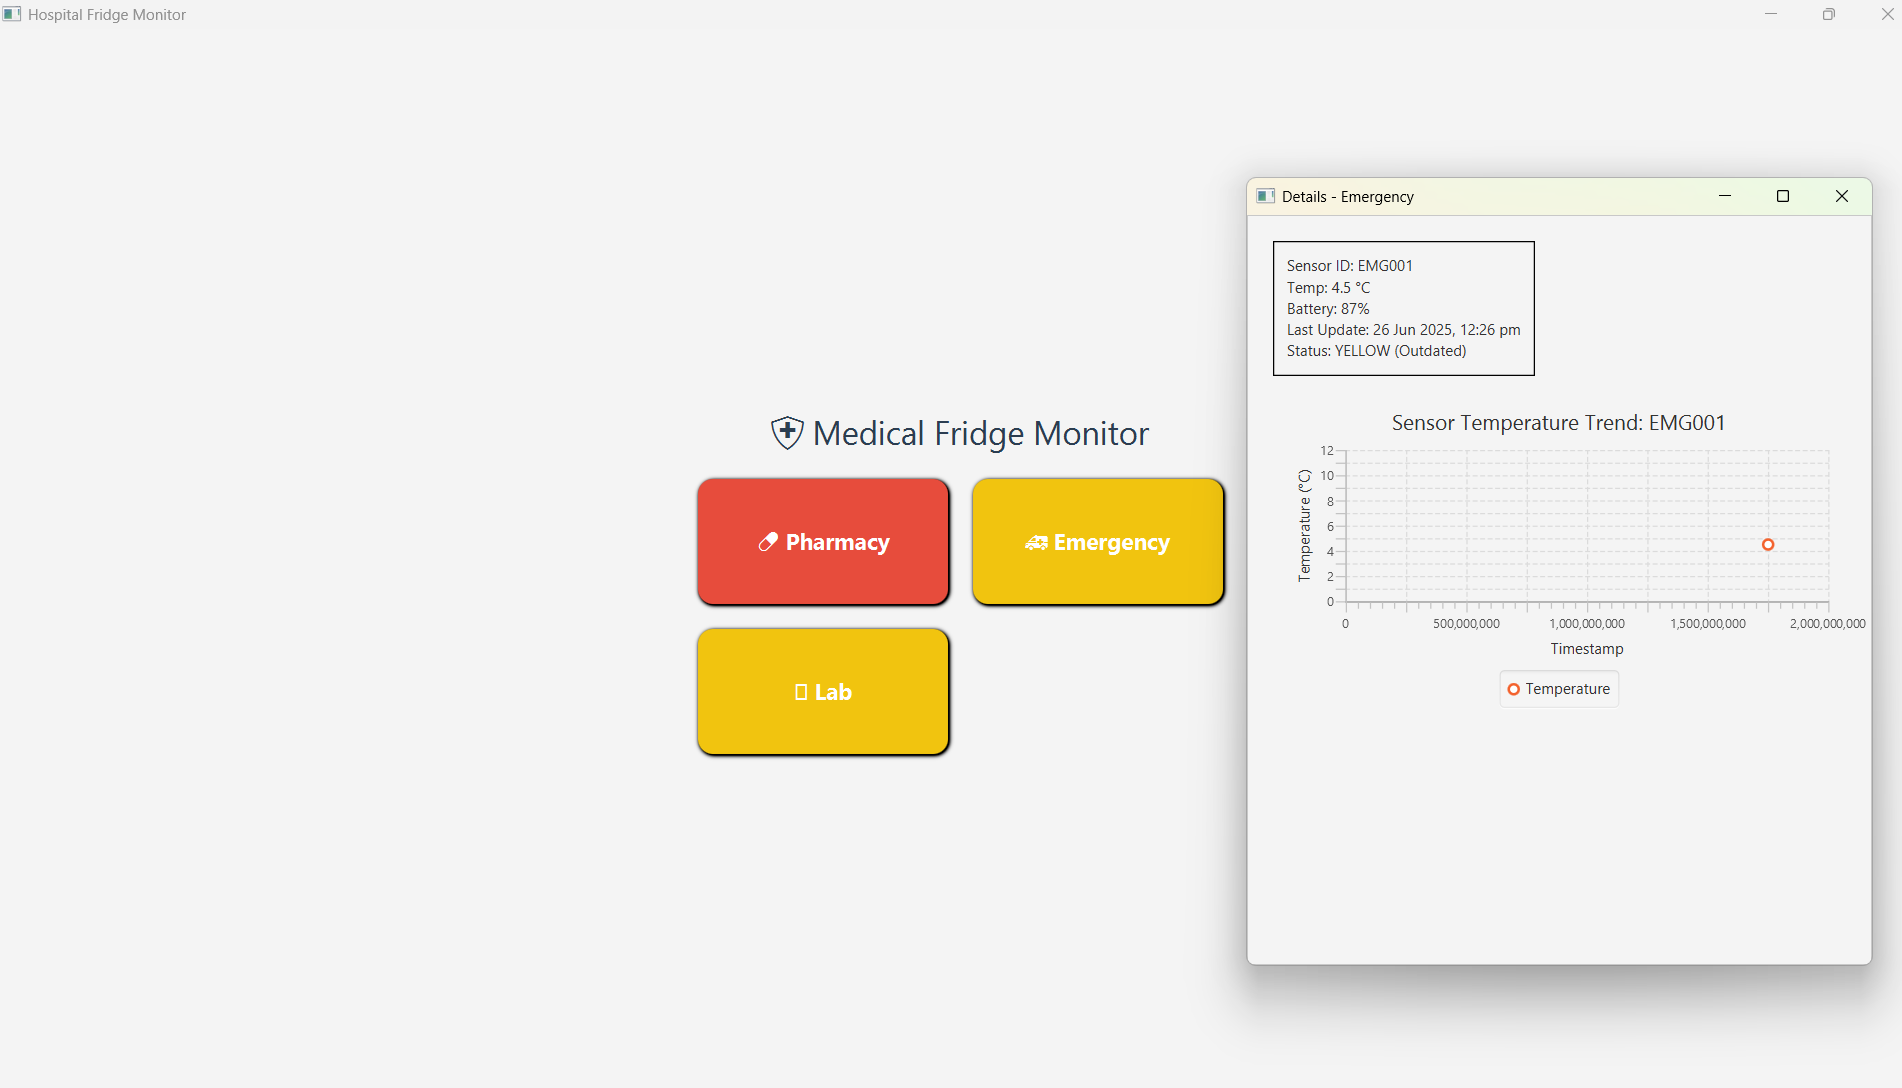 Hospital Fridge Monitor
Medical Fridge Monitor
Pharmacy
Emergency
Lab
Details - Emergency
Sensor ID: EMG001
Temp: 4.5 °C
Battery: 87%
Last Update: 26 Jun 2025, 12:26 pm
Status: YELLOW (Outdated)
Sensor Temperature Trend: EMG001
Temperature (°C)
12
10
8
6
4
2
0
0 500,000,000 1,000,000,000 1,500,000,000 2,000,000,000
Timestamp
Temperature